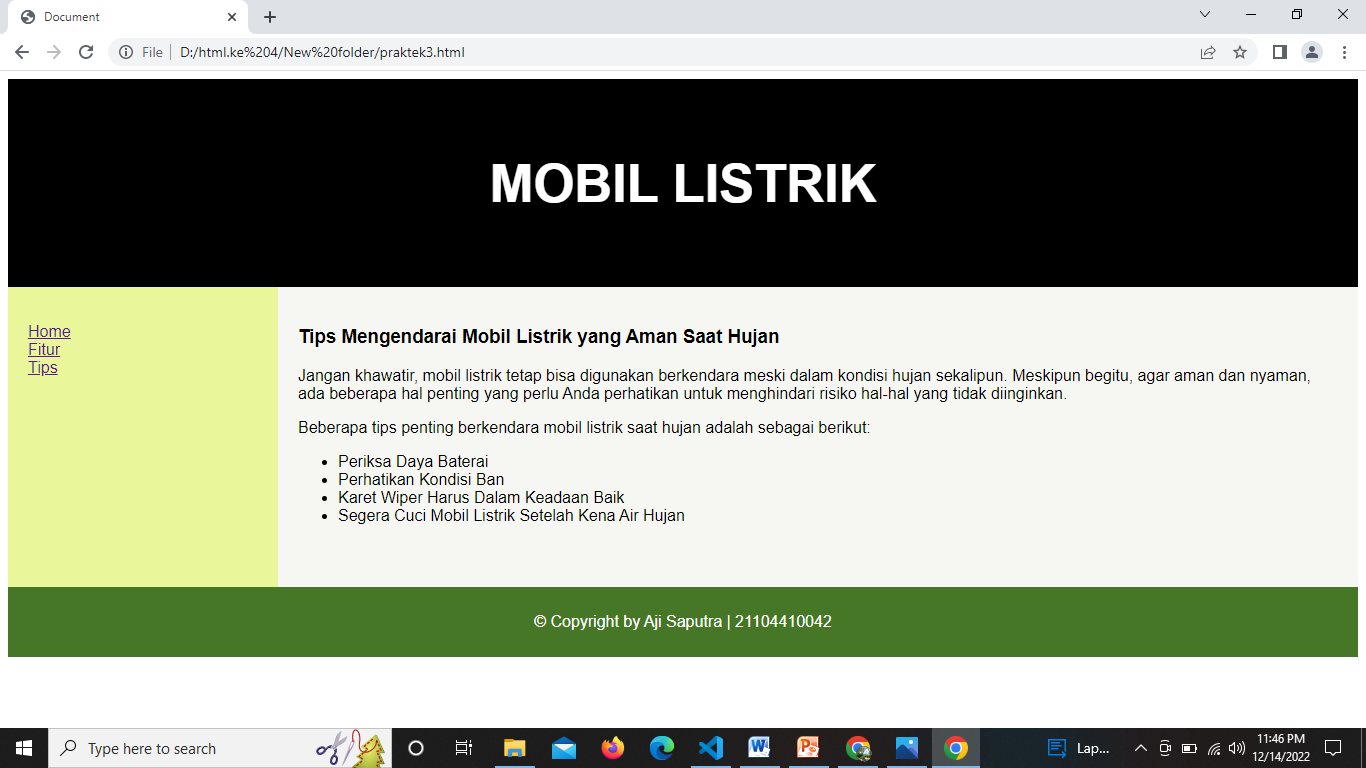 Document
File
D:/html.ke%204/New%20folder/praktek3.html
MOBIL LISTRIK
Home
Fitur
Tips
Tips Mengendarai Mobil Listrik yang Aman Saat Hujan
Jangan khawatir, mobil listrik tetap bisa digunakan berkendara meski dalam kondisi hujan sekalipun. Meskipun begitu, agar aman dan nyaman,
ada beberapa hal penting yang perlu Anda perhatikan untuk menghindari risiko hal-hal yang tidak diinginkan.
Beberapa tips penting berkendara mobil listrik saat hujan adalah sebagai berikut:
• Periksa Daya Baterai
• Perhatikan Kondisi Ban
• Karet Wiper Harus Dalam Keadaan Baik
• Segera Cuci Mobil Listrik Setelah Kena Air Hujan
© Copyright by Aji Saputra | 21104410042
Type here to search
Lap...
11:46 PM
12/14/2022